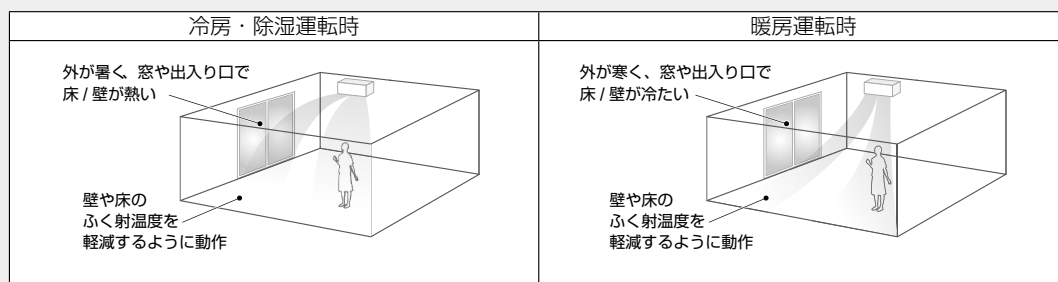 冷房・除湿運転時
外が暑く、窓や出入り口で
床 / 壁が熱い
壁や床の
ふく射温度を
軽減するように動作
暖房運転時
外が寒く、窓や出入り口で
床 / 壁が冷たい
壁や床の
ふく射温度を
軽減するように動作